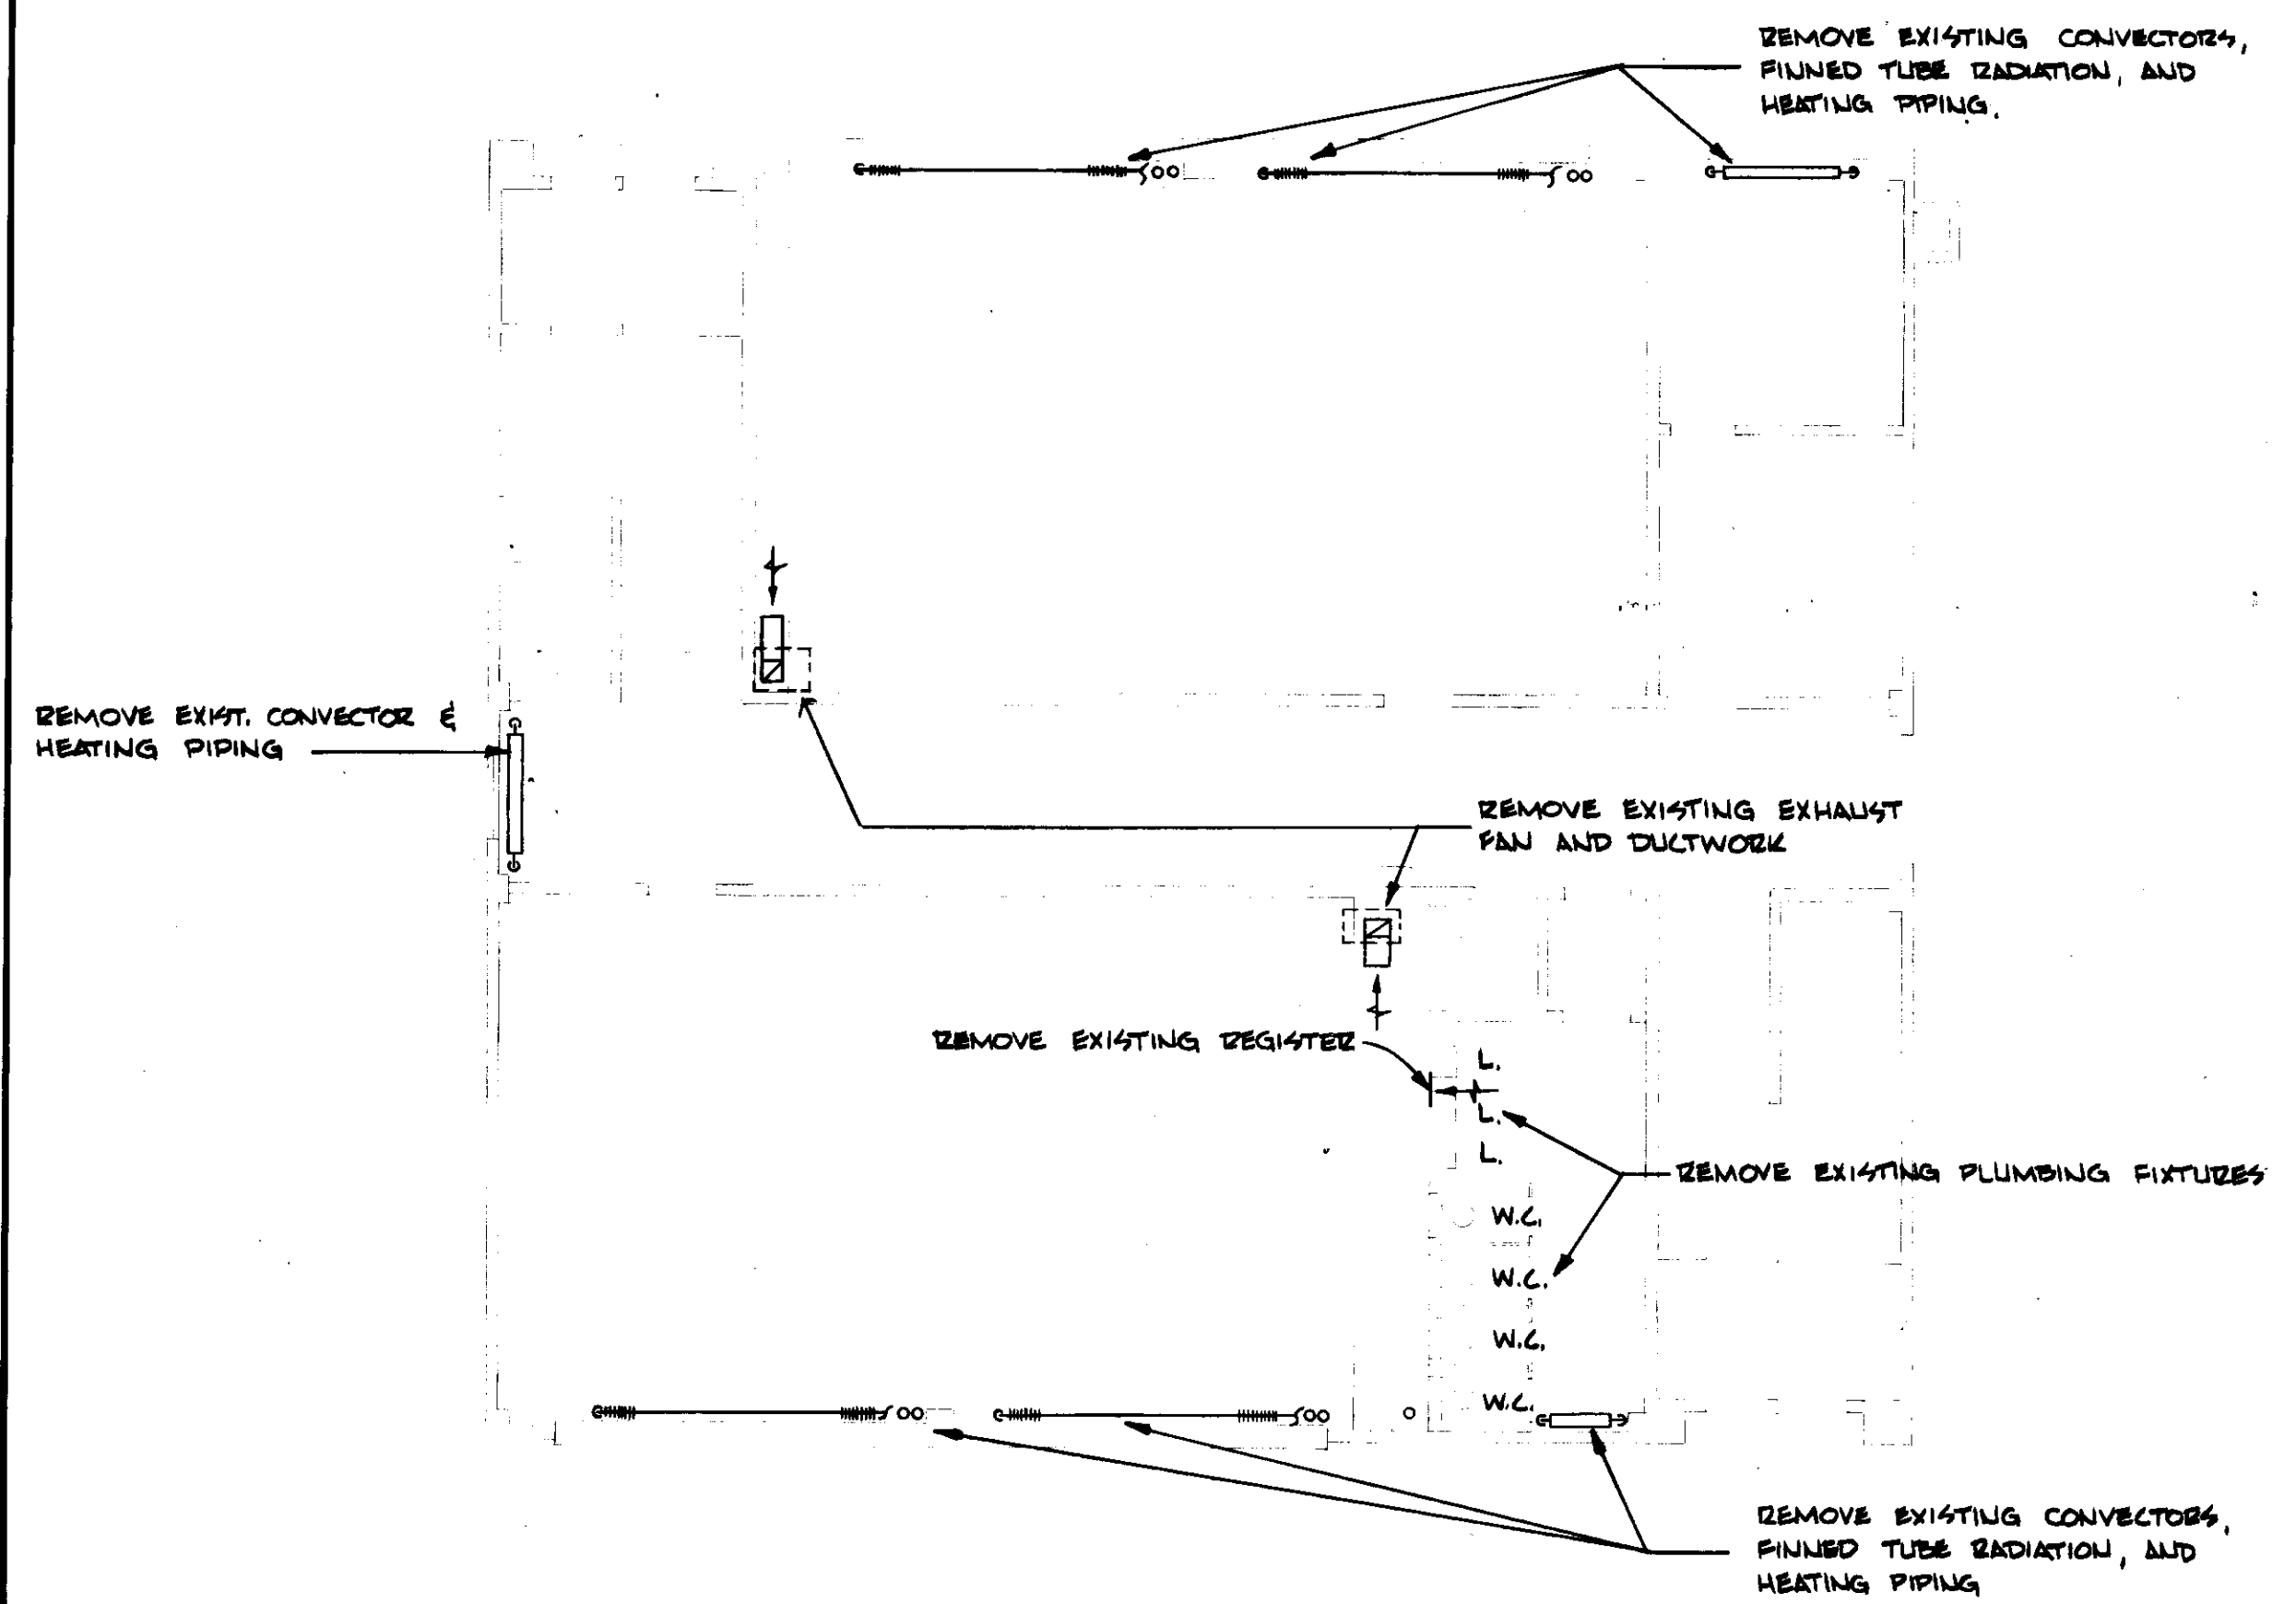 REMOVE EXISTING CONVECTORS,
FINNED TUBE RADIATION, AND
HEATING PIPING.
REMOVE EXIST. CONVECTOR &
HEATING PIPING
REMOVE EXISTING EXHAUST
FAN AND DUCTWORK
REMOVE EXISTING REGISTER
L.
L.
L.
REMOVE EXISTING PLUMBING FIXTURES
W.C.
W.C.
W.C.
W.C.
REMOVE EXISTING CONVECTORS,
FINNED TUBE RADIATION, AND
HEATING PIPING